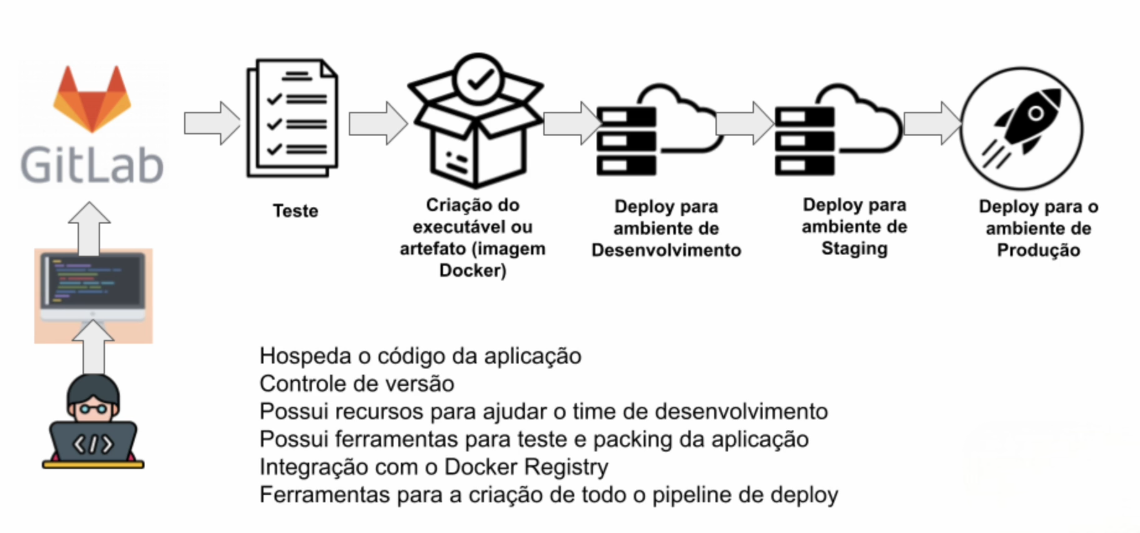 GitLab
Teste
Criação do
executável ou
artefato (imagem
Docker)
Deploy para
ambiente de
Desenvolvimento
Deploy para
ambiente de
Staging
Deploy para o
ambiente de
Produção
</>
Hospeda o código da aplicação
Controle de versão
Possui recursos para ajudar o time de desenvolvimento
Possui ferramentas para teste e packing da aplicação
Integração com o Docker Registry
Ferramentas para a criação de todo o pipeline de deploy